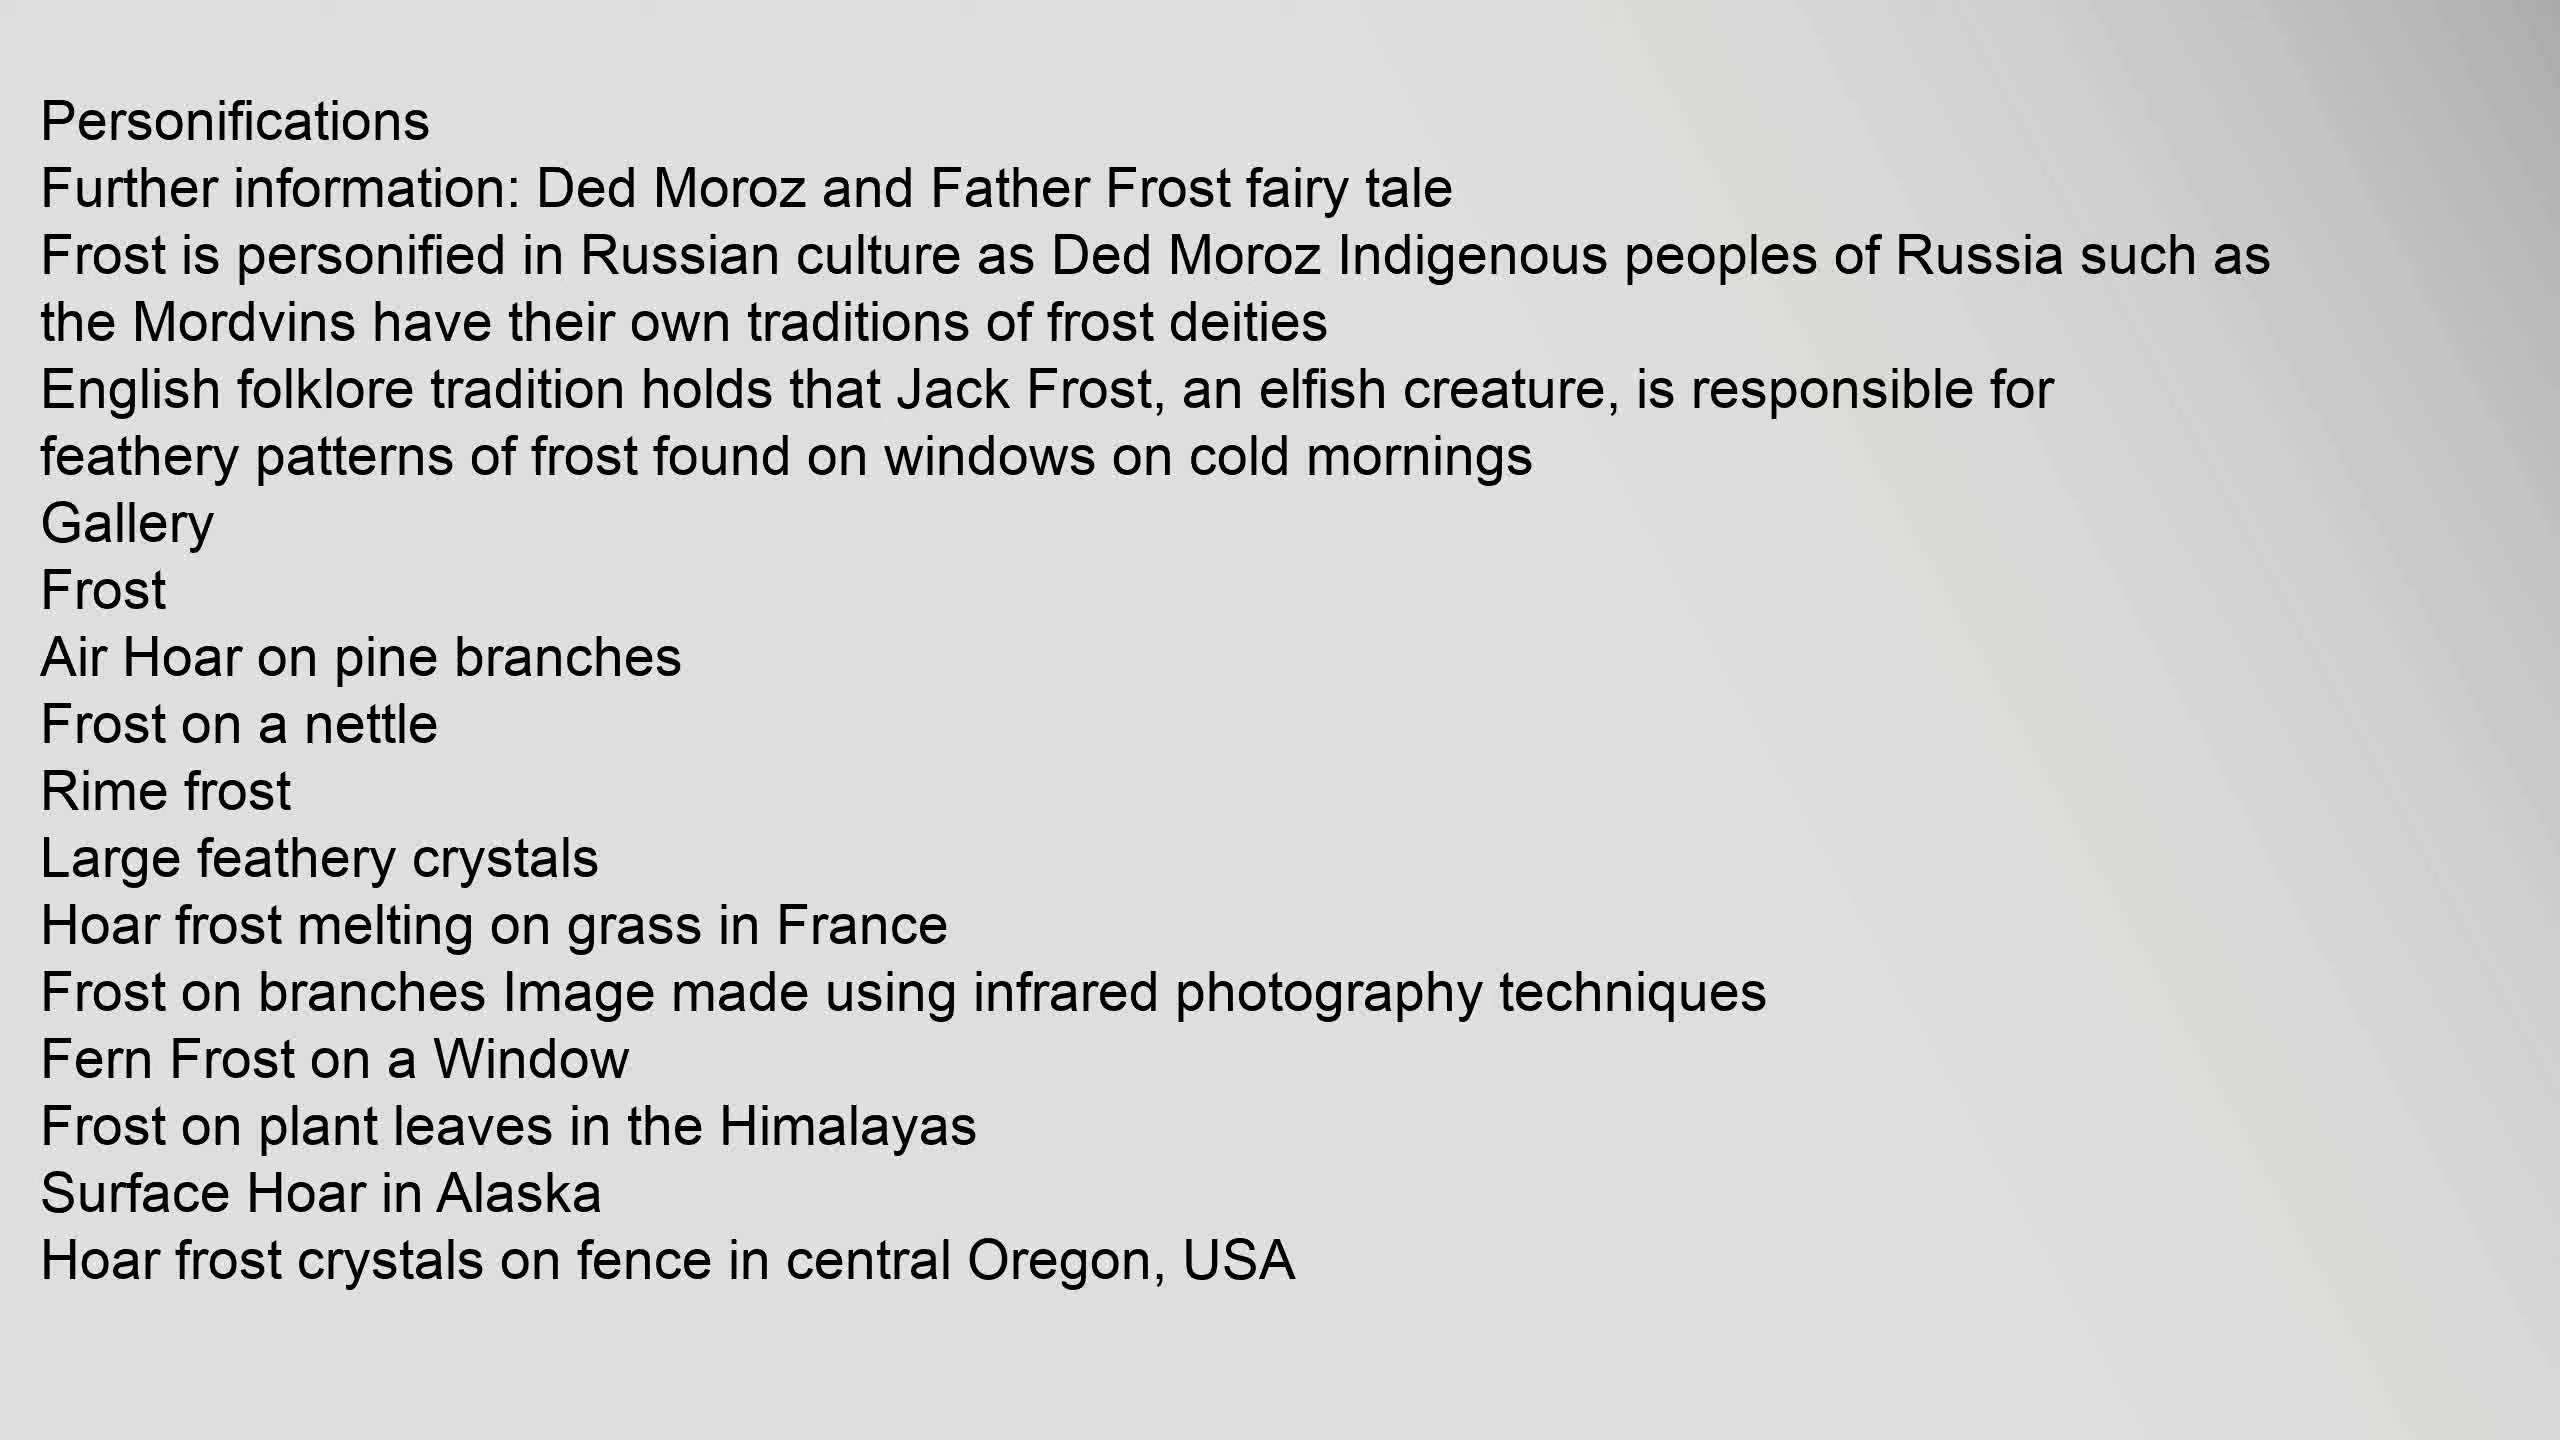 Personifications
Further information: Ded Moroz and Father Frost fairy tale
Frost is personified in Russian culture as Ded Moroz Indigenous peoples of Russia such as
the Mordvins have their own traditions of frost deities
English folklore tradition holds that Jack Frost, an elfish creature, is responsible for
feathery patterns of frost found on windows on cold mornings
Gallery
Frost
Air Hoar on pine branches
Frost on a nettle
Rime frost
Large feathery crystals
Hoar frost melting on grass in France
Frost on branches Image made using infrared photography techniques
Fern Frost on a Window
Frost on plant leaves in the Himalayas
Surface Hoar in Alaska
Hoar frost crystals on fence in central Oregon, USA